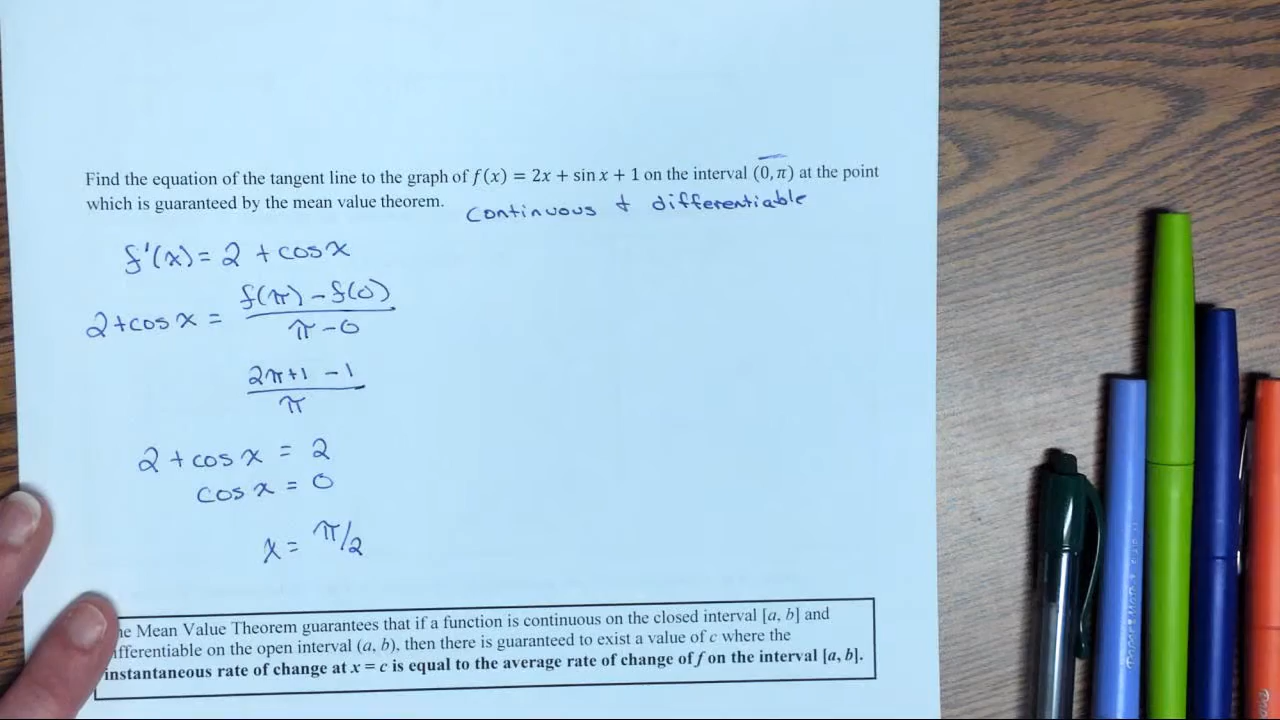 Find the equation of the tangent line to the graph of f(x) = 2x + sin x + 1 on the interval (0, π) at the point
which is guaranteed by the mean value theorem.
continuous + differentiable
f'(x) = 2 + cos x
2 + cos x = f(π) - f(0)
π - 0
2π + 1 - 1
π
2 + cos x = 2
cos x = 0
x = π/2
he Mean Value Theorem guarantees that if a function is continuous on the closed interval [a, b] and
ifferentiable on the open interval (a, b), then there is guaranteed to exist a value of c where the
instantaneous rate of change at x = c is equal to the average rate of change of f on the interval [a, b].